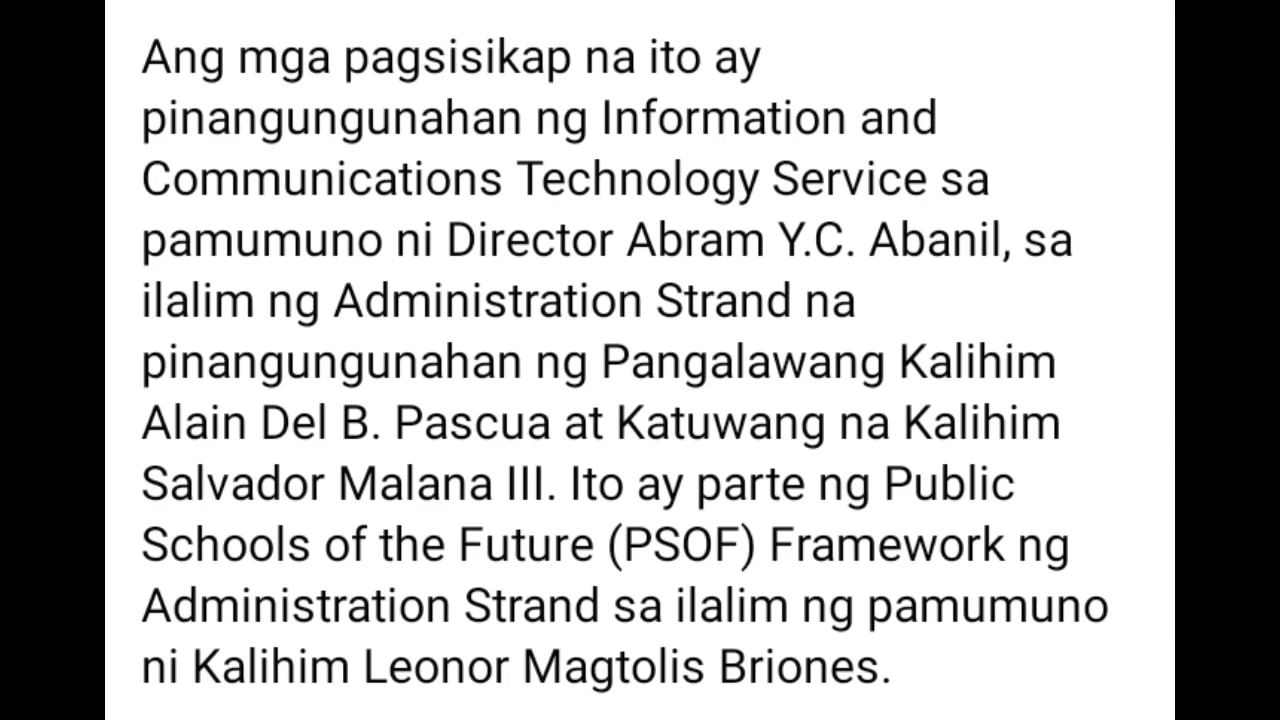 Ang mga pagsisikap na ito ay
pinangungunahan ng Information and
Communications Technology Service sa
pamumuno ni Director Abram Y.C. Abanil, sa
ilalim ng Administration Strand na
pinangungunahan ng Pangalawang Kalihim
Alain Del B. Pascua at Katuwang na Kalihim
Salvador Malana III. Ito ay parte ng Public
Schools of the Future (PSOF) Framework ng
Administration Strand sa ilalim ng pamumuno
ni Kalihim Leonor Magtolis Briones.